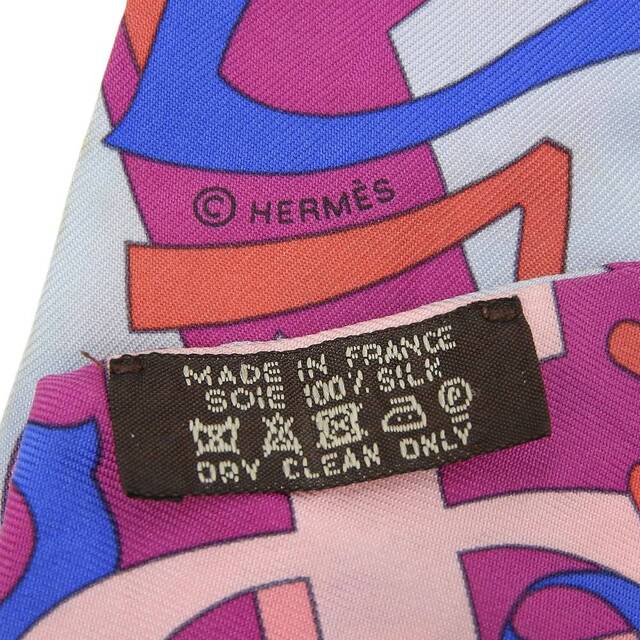 © HERMÈS
MADE IN FRANCE
SOIE 100% SILK
P
DRY CLEAN ONLY